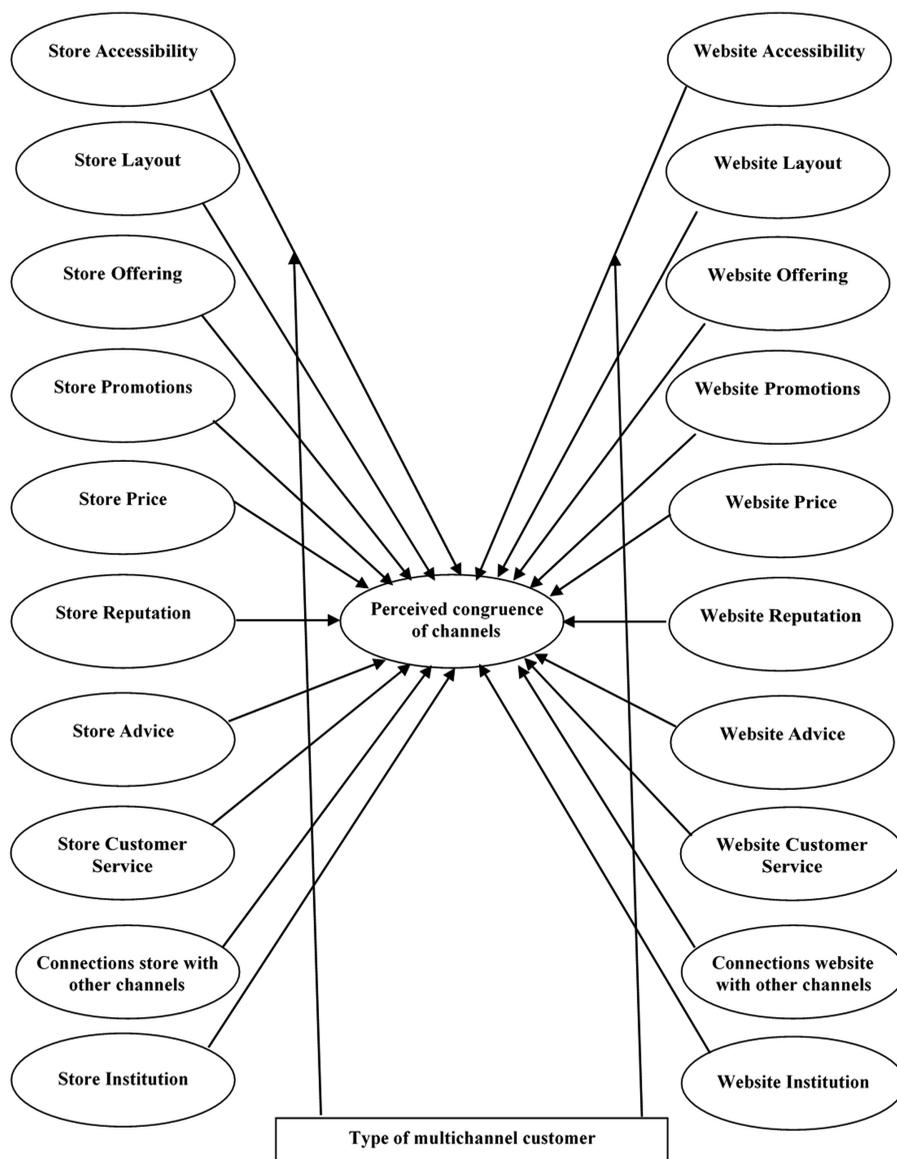 Store Accessibility
Website Accessibility
Store Layout
Website Layout
Store Offering
Website Offering
Store Promotions
Website Promotions
Store Price
Website Price
Store Reputation
Perceived congruence
of channels
Website Reputation
Store Advice
Website Advice
Store Customer
Service
Website Customer
Service
Connections store with
other channels
Connections website
with other channels
Store Institution
Website Institution
Type of multichannel customer